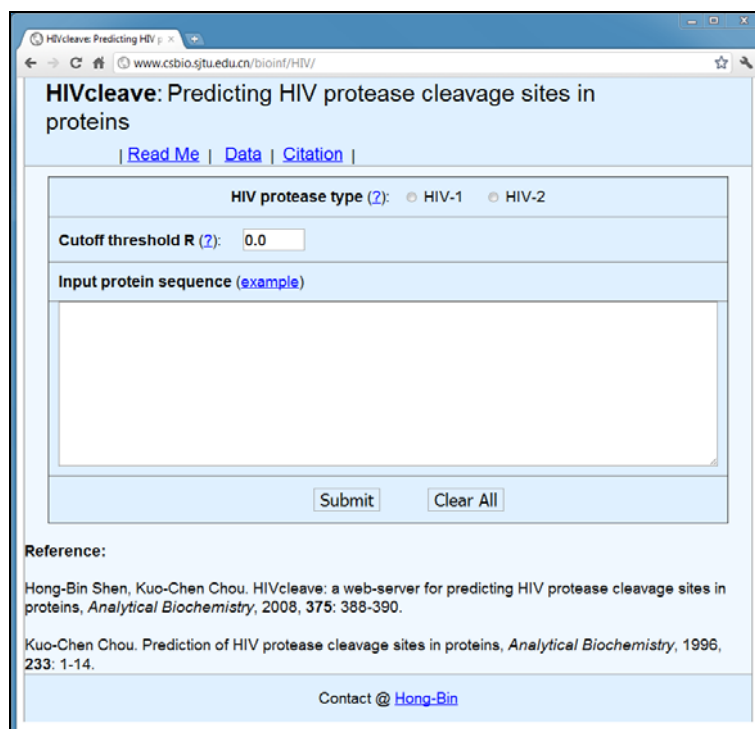 HIVcleave: Predicting HIV p
www.csbio.sjtu.edu.cn/bioinf/HIV/
HIVcleave: Predicting HIV protease cleavage sites in
proteins
| Read Me | Data | Citation |
HIV protease type (?): HIV-1 HIV-2
Cutoff threshold R (?): 0.0
Input protein sequence (example)
Submit Clear All
Reference:
Hong-Bin Shen, Kuo-Chen Chou. HIVcleave: a web-server for predicting HIV protease cleavage sites in
proteins, Analytical Biochemistry, 2008, 375: 388-390.
Kuo-Chen Chou. Prediction of HIV protease cleavage sites in proteins, Analytical Biochemistry, 1996,
233: 1-14.
Contact @ Hong-Bin